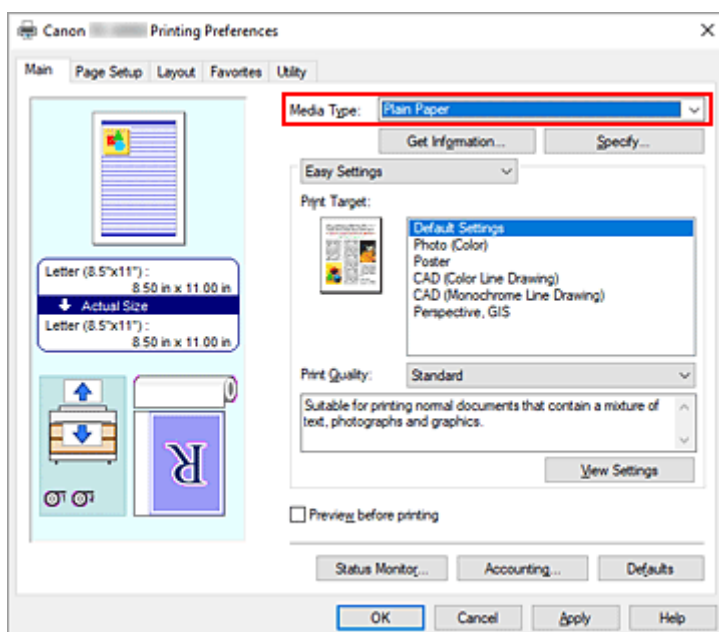 Canon Printing Preferences
Main Page Setup Layout Favorites Utility
Media Type: Plain Paper
Get Information... Specify...
Easy Settings
Print Target:
Default Settings
Photo (Color)
Poster
CAD (Color Line Drawing)
CAD (Monochrome Line Drawing)
Perspective, GIS
Letter (8.5"x11") :
8.50 in x 11.00 in
Actual Size
Letter (8.5"x11") :
8.50 in x 11.00 in
Print Quality: Standard
Suitable for printing normal documents that contain a mixture of
text, photographs and graphics.
R
View Settings
Preview before printing
Status Monitor... Accounting... Defaults
OK Cancel Apply Help